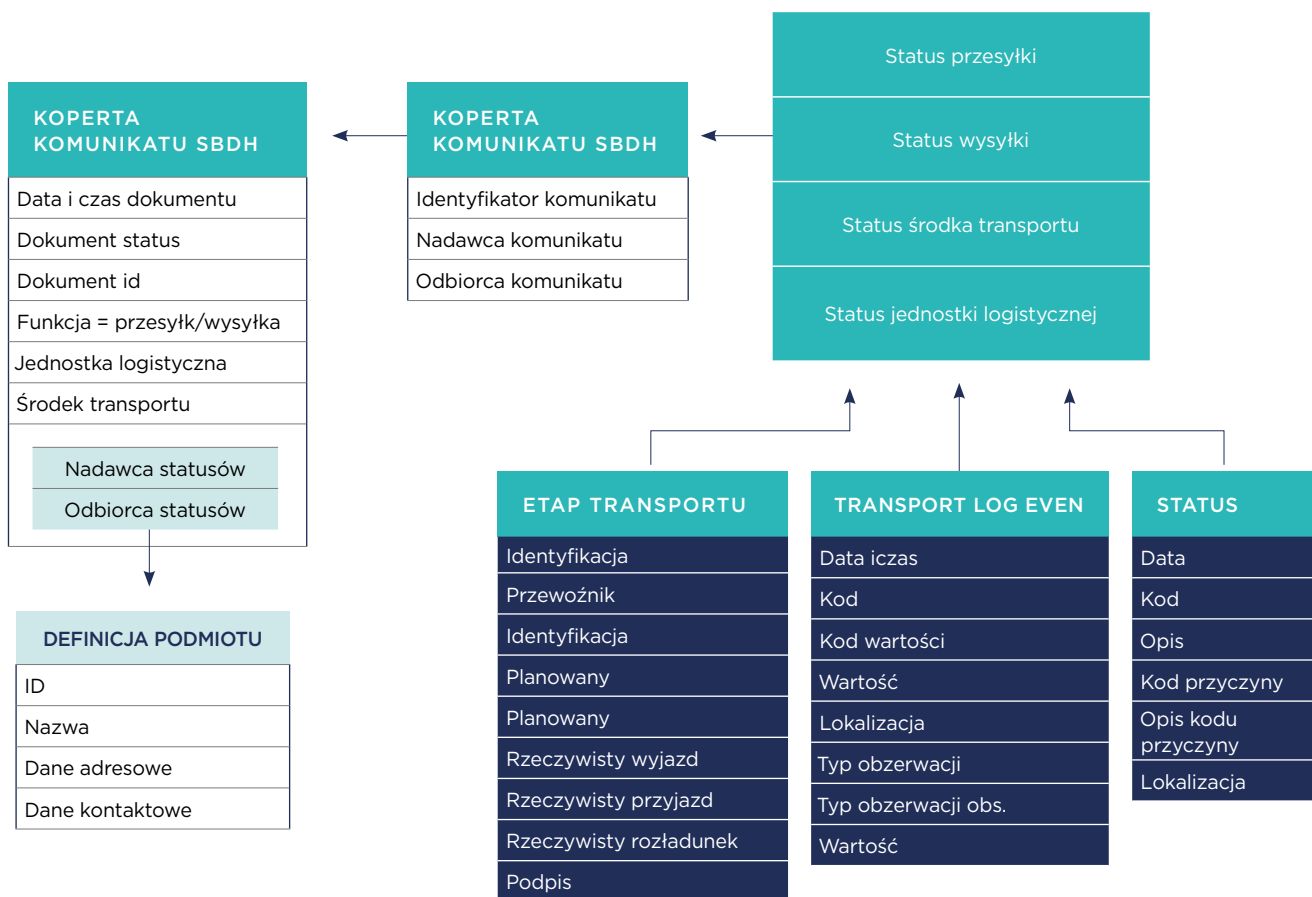 KOPERTA
KOMUNIKATU SBDH
Data i czas dokumentu
Dokument status
Dokument id
Funkcja = przesyłk/wysyłka
Jednostka logistyczna
Środek transportu
Nadawca statusów
Odbiorca statusów
DEFINICJA PODMIOTU
ID
Nazwa
Dane adresowe
Dane kontaktowe
KOPERTA
KOMUNIKATU SBDH
Identyfikator komunikatu
Nadawca komunikatu
Odbiorca komunikatu
Status przesyłki
Status wysyłki
Status środka transportu
Status jednostki logistycznej
ETAP TRANSPORTU
Identyfikacja
Przewoźnik
Identyfikacja
Planowany
Planowany
Rzeczywisty wyjazd
Rzeczywisty przyjazd
Rzeczywisty rozładunek
Podpis
TRANSPORT LOG EVEN
Data iczas
Kod
Kod wartości
Wartość
Lokalizacja
Typ obzerwacji
Typ obzerwacji obs.
Wartość
STATUS
Data
Kod
Opis
Kod przyczyny
Opis kodu
przyczyny
Lokalizacja